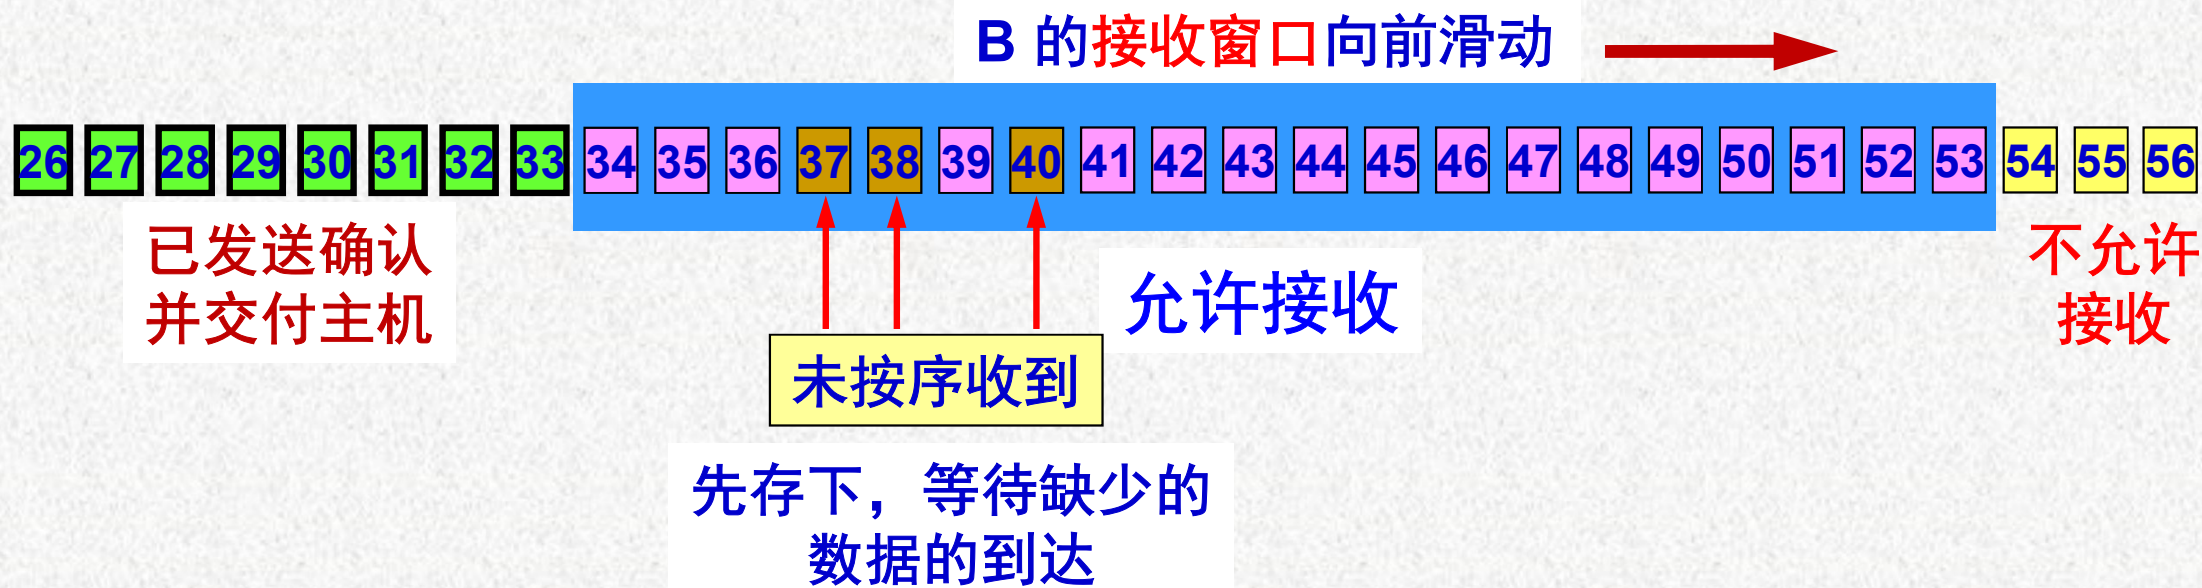 B 的接收窗口向前滑动
26 27 28 29 30 31 32 33 34 35 36 37 38 39 40 41 42 43 44 45 46 47 48 49 50 51 52 53 54 55 56
已发送确认
并交付主机
不允许
接收
允许接收
未按序收到
先存下，等待缺少的
数据的到达